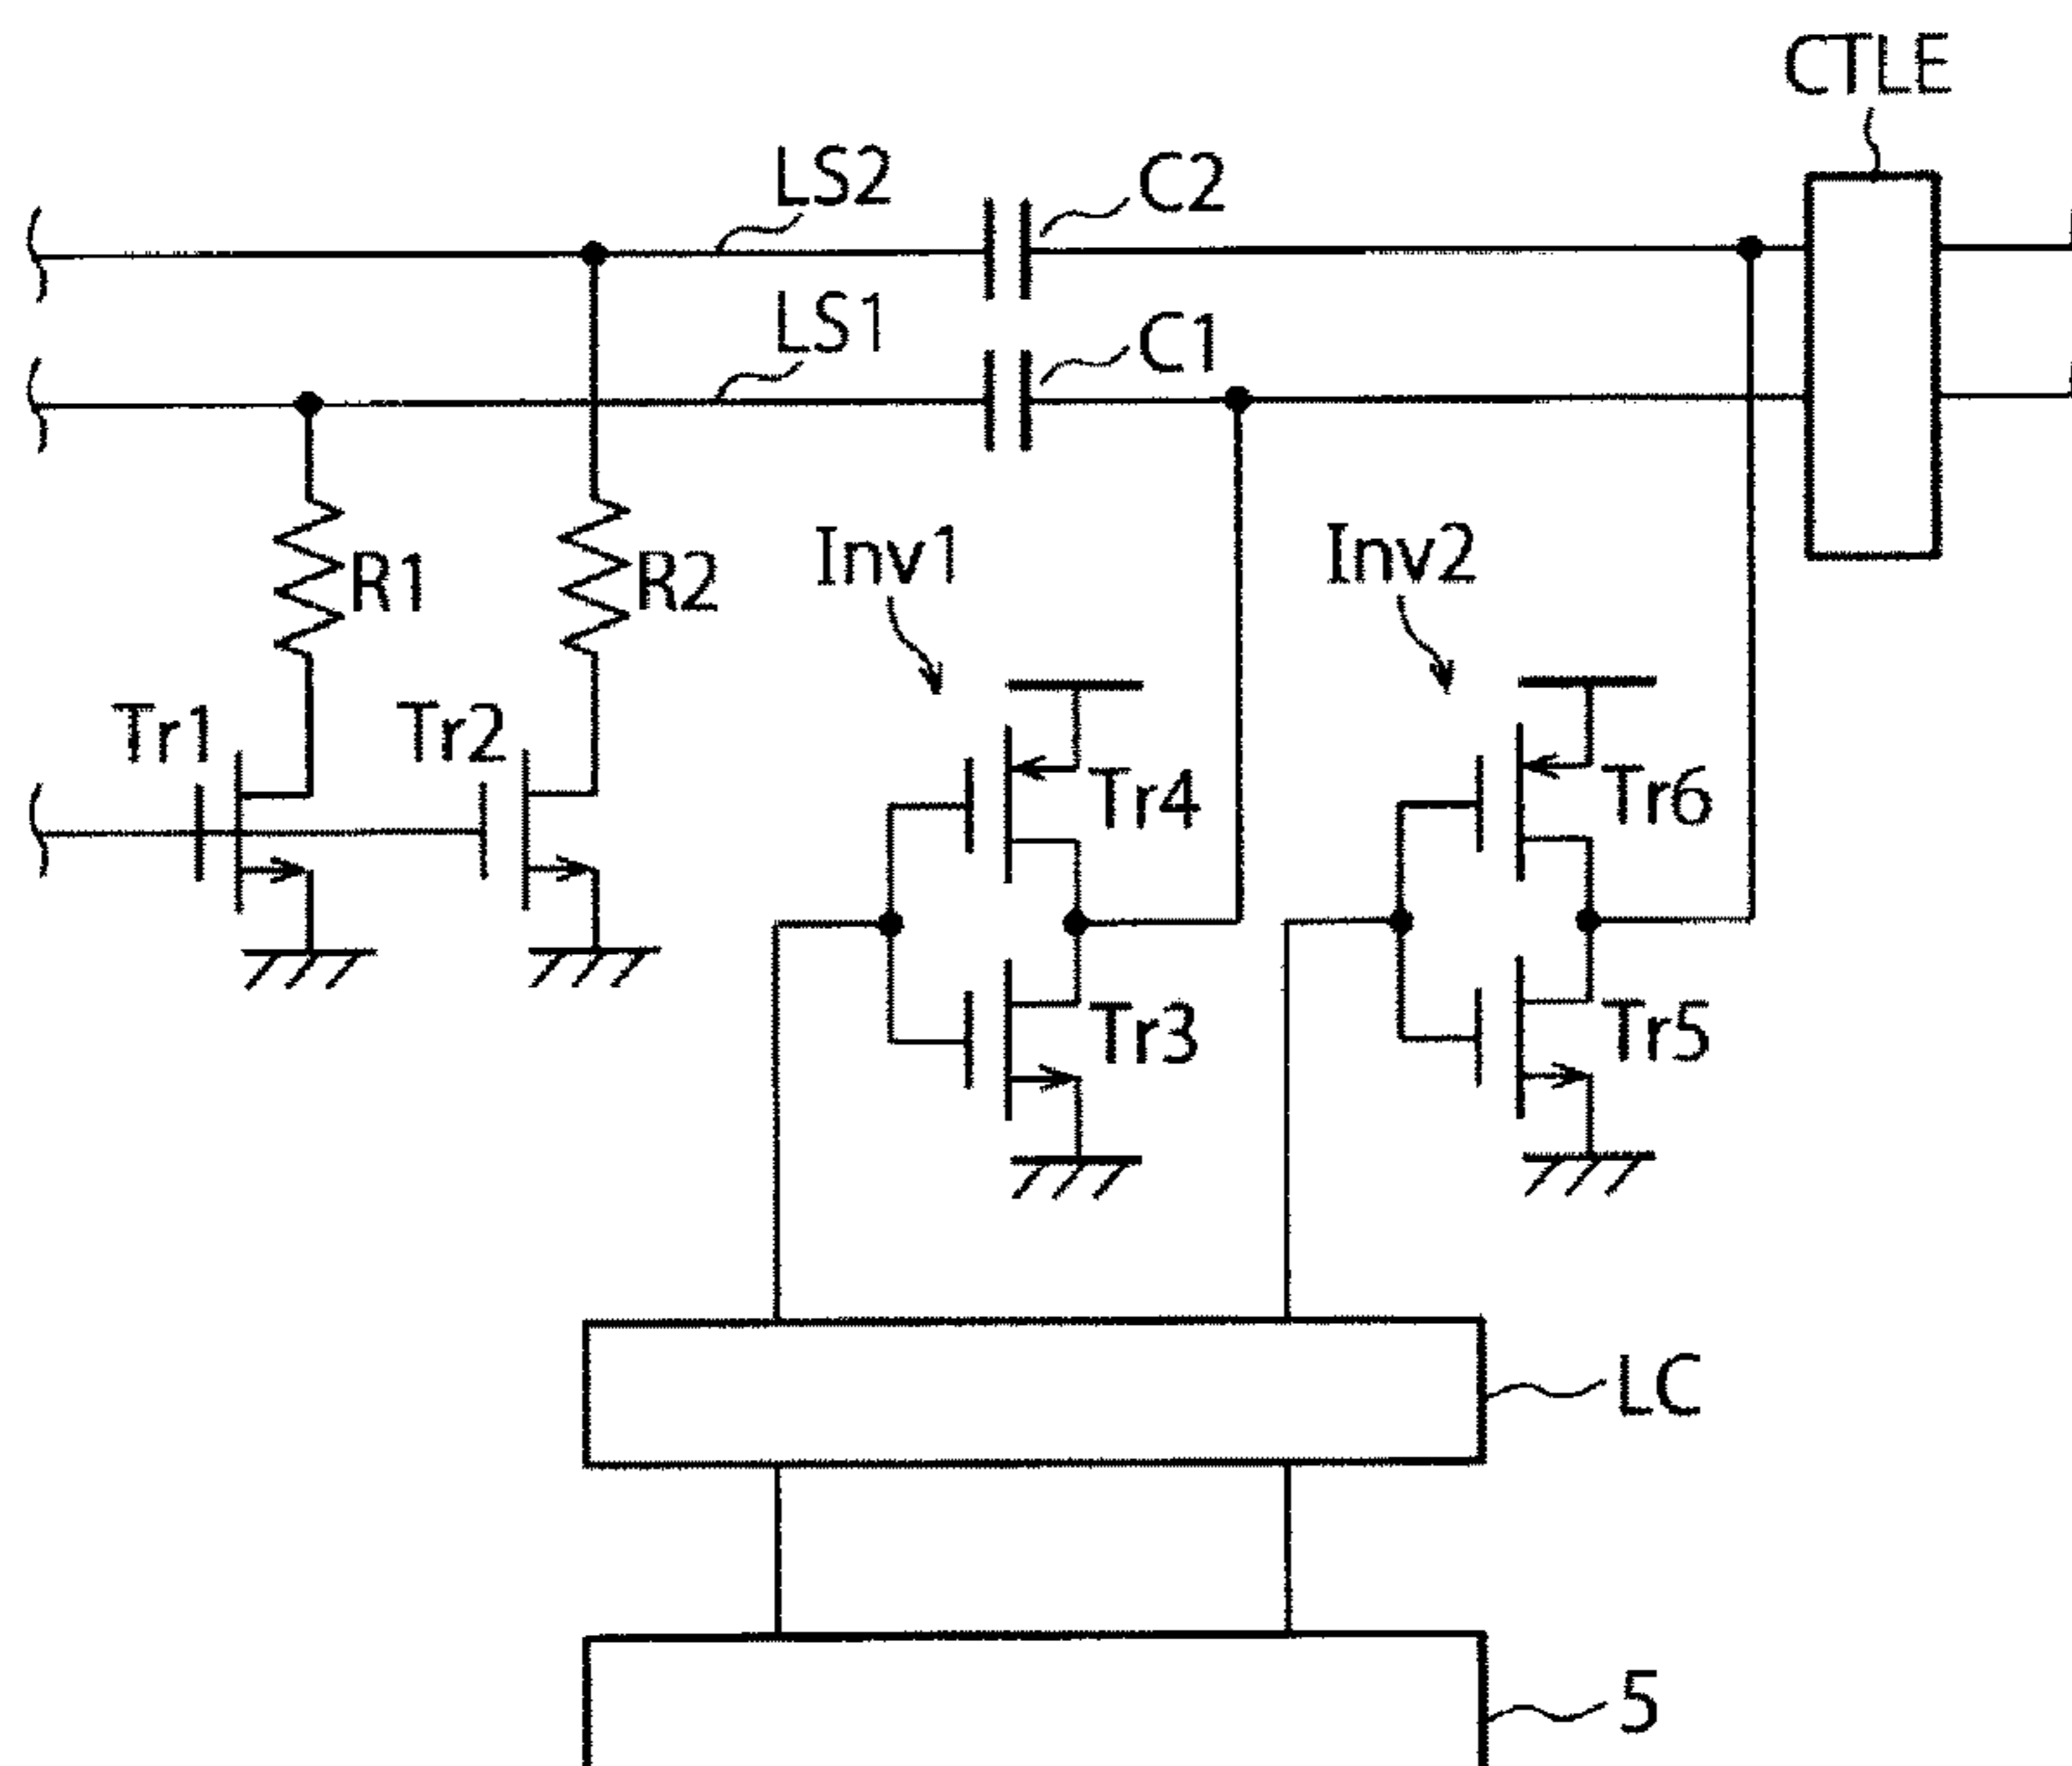 CTLE
LS2
C2
LS1
C1
Inv1
Inv2
R1
R2
Tr1
Tr2
Tr4
Tr6
Tr3
Tr5
LC
5